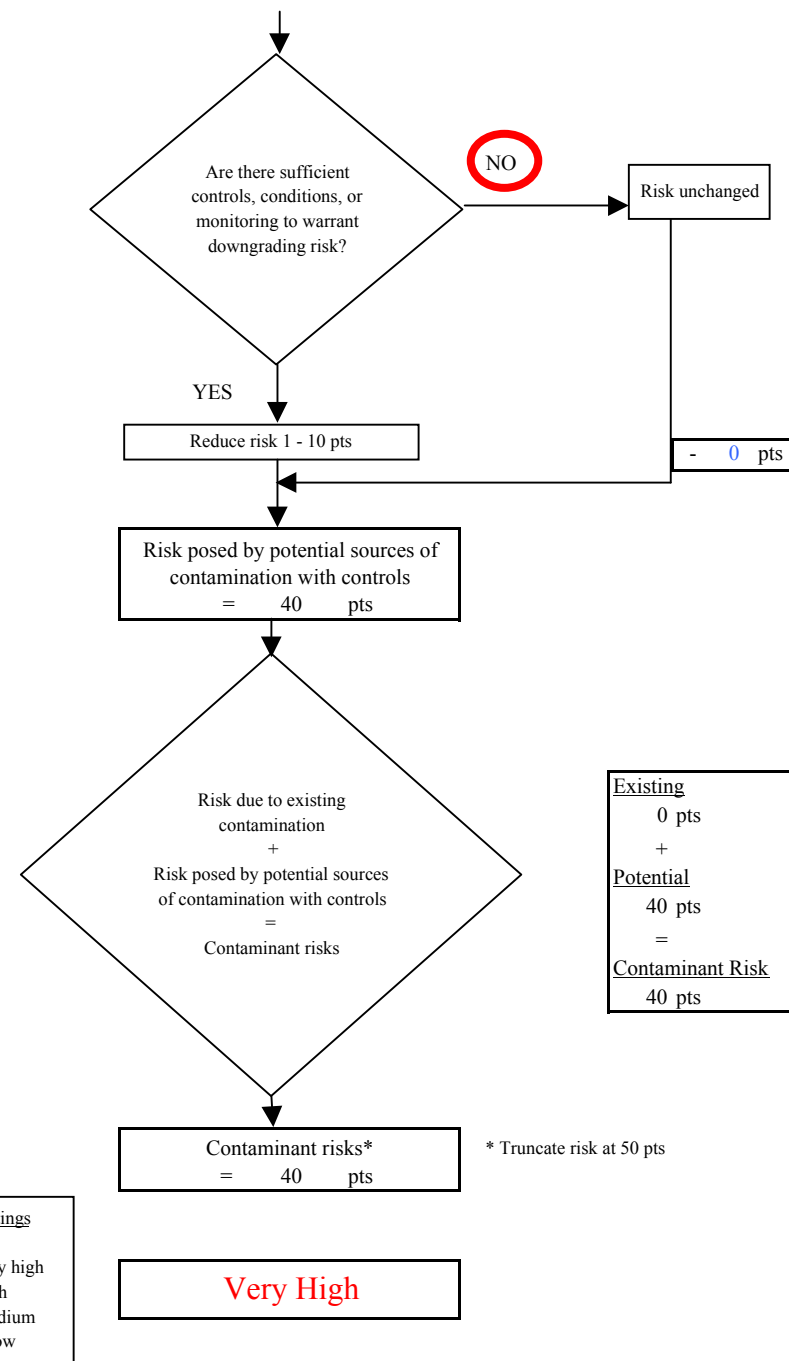 Are there sufficient
controls, conditions, or
monitoring to warrant
downgrading risk?
NO
Risk unchanged
YES
Reduce risk 1 - 10 pts
- 0 pts
Risk posed by potential sources of
contamination with controls
= 40 pts
Risk due to existing
contamination
+
Risk posed by potential sources
of contamination with controls
=
Contaminant risks
Existing
0 pts
+
Potential
40 pts
=
Contaminant Risk
40 pts
Contaminant risks*
= 40 pts
* Truncate risk at 50 pts
high
Very High